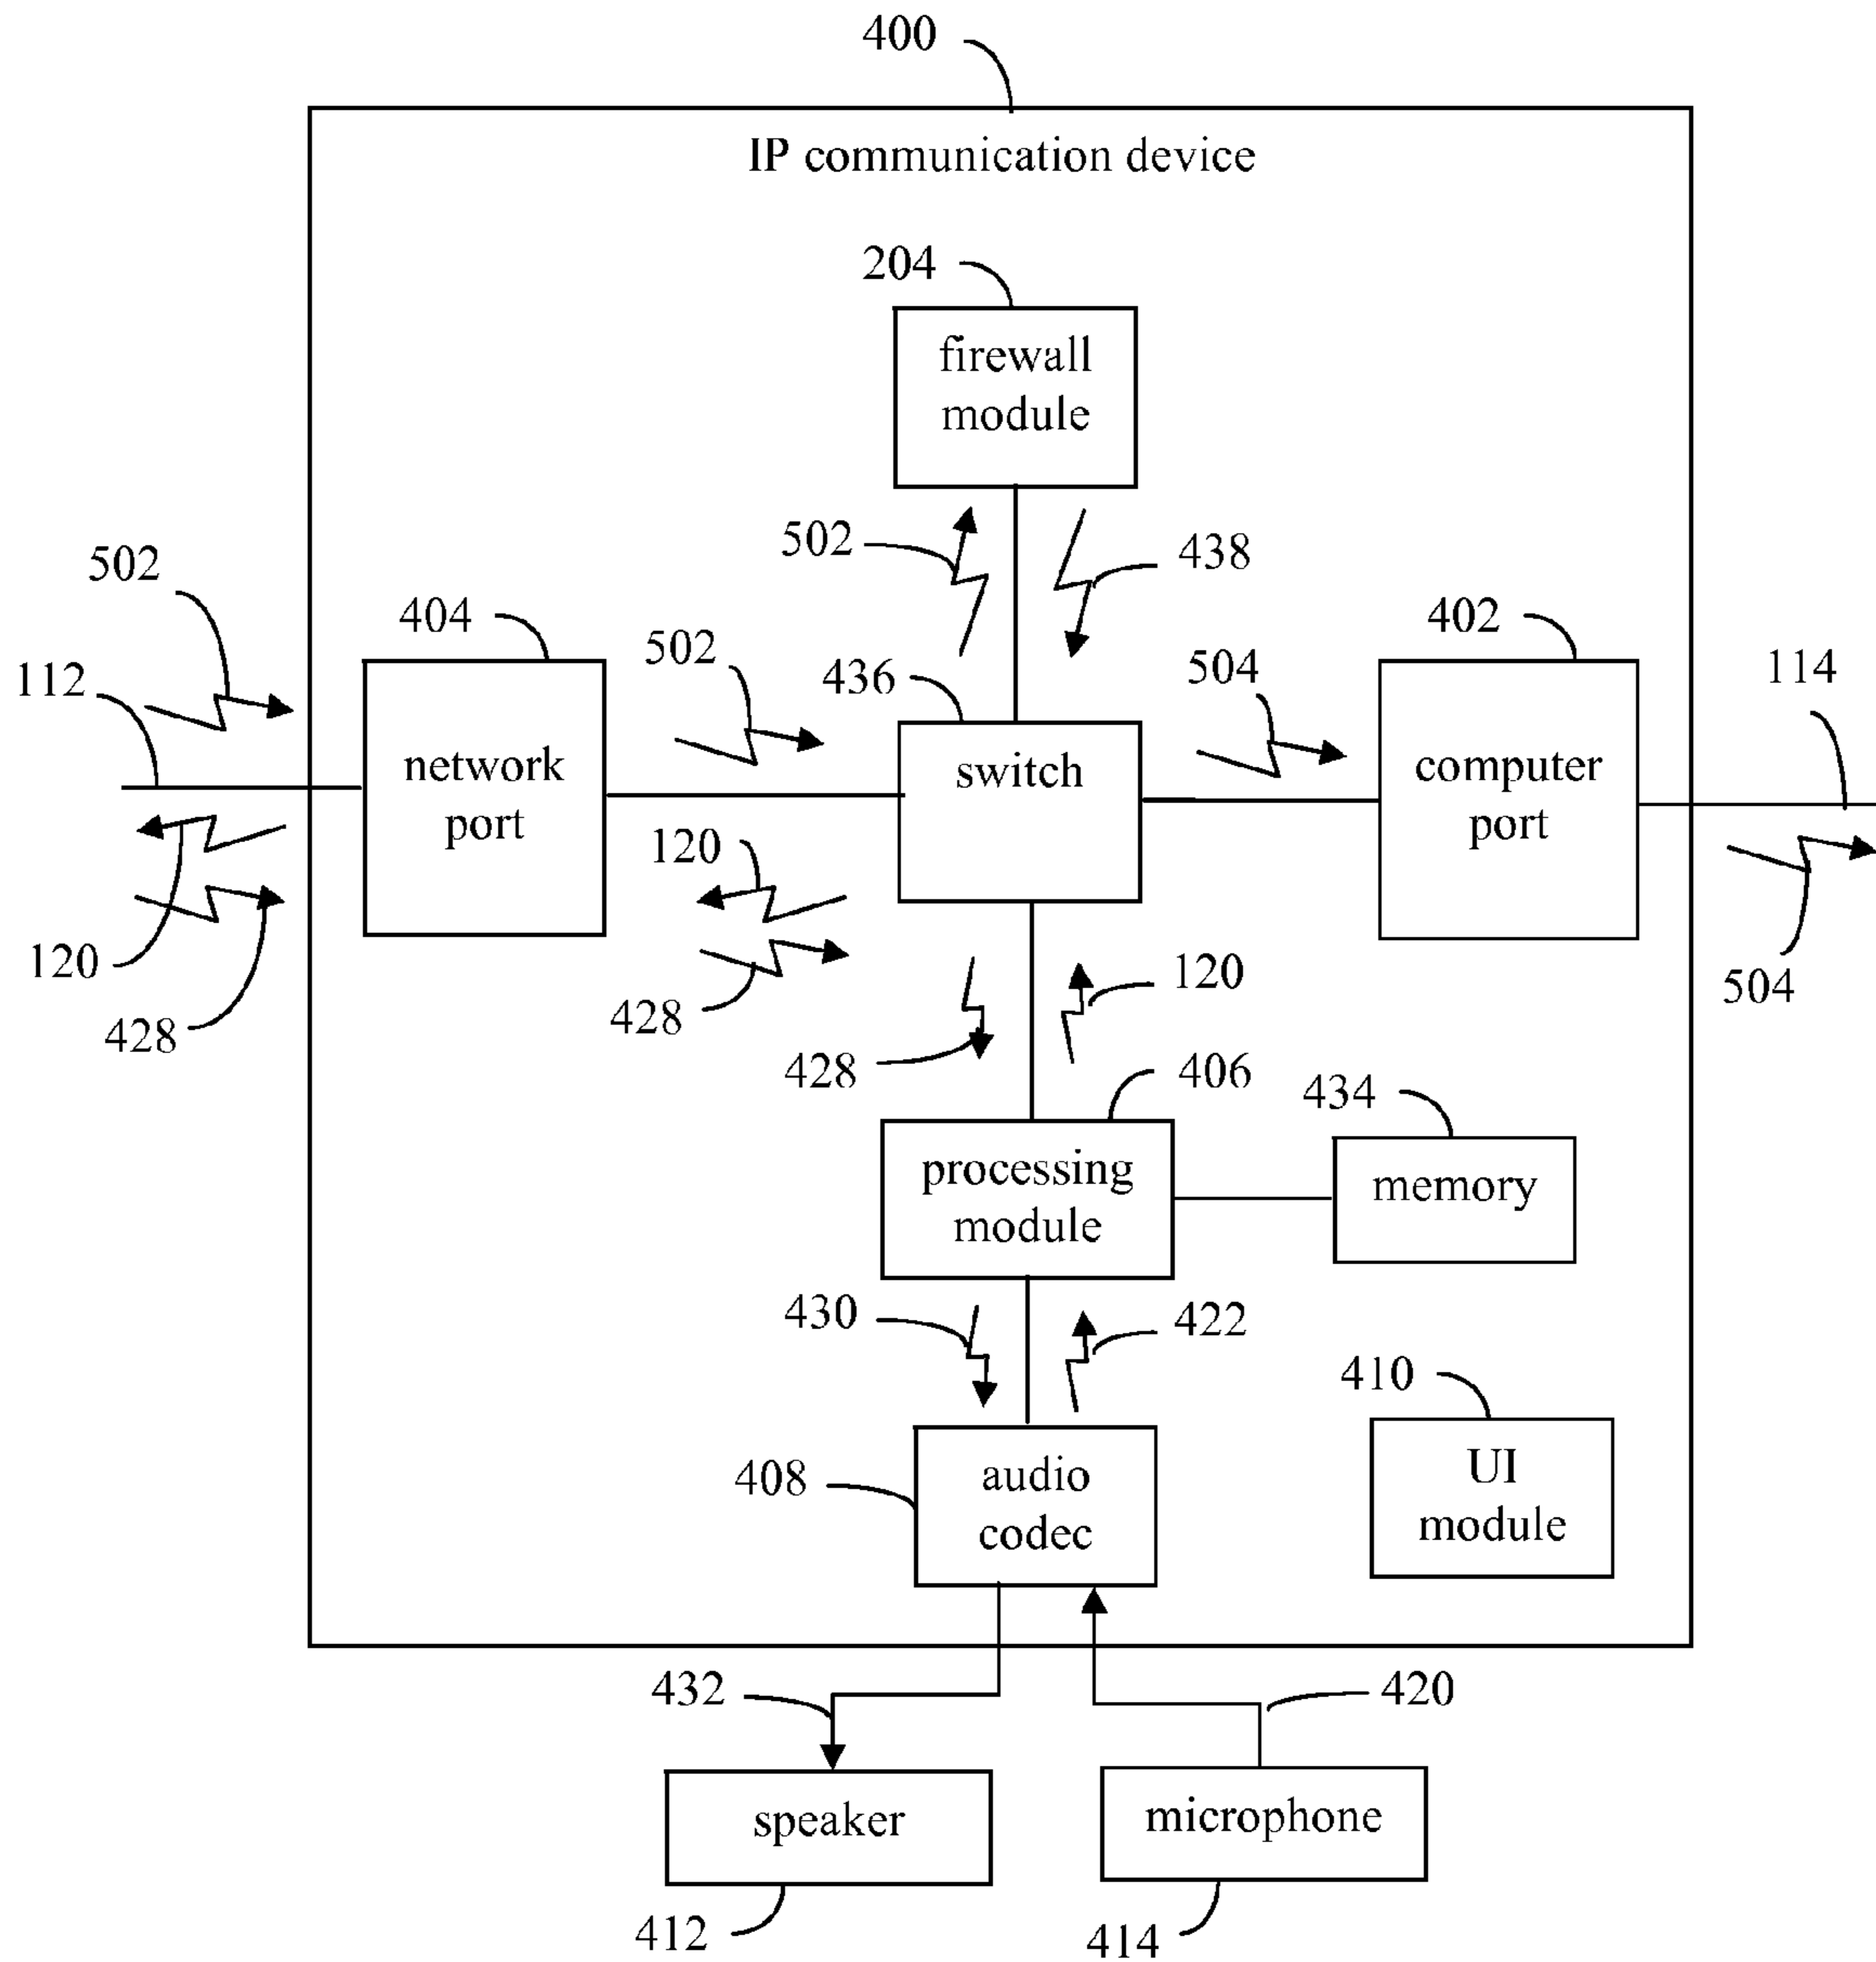 400
IP communication device
204
firewall
module
502
438
502
404
502
436
504
402
114
112
network
port
switch
computer
port
120
120
428
504
428
120
428
406
434
processing
module
memory
430
422
410
408
audio
codec
UI
module
432
420
speaker
microphone
412
414